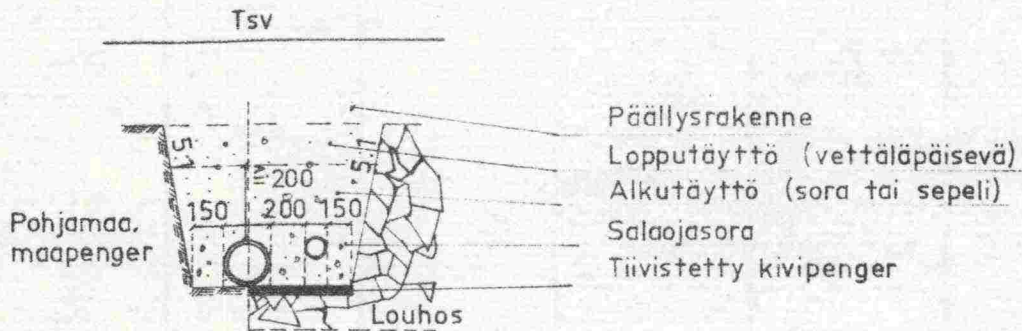 Tsv
Päällysrakenne
Lopputäyttö (vettäläpäisevä)
Alkutäyttö (sora tai sepeli)
Salaojasora
Tiivistetty kivipenger
Pohjamaa,
maapenger
5:1
5:1
≥200
150 200 150
Louhos